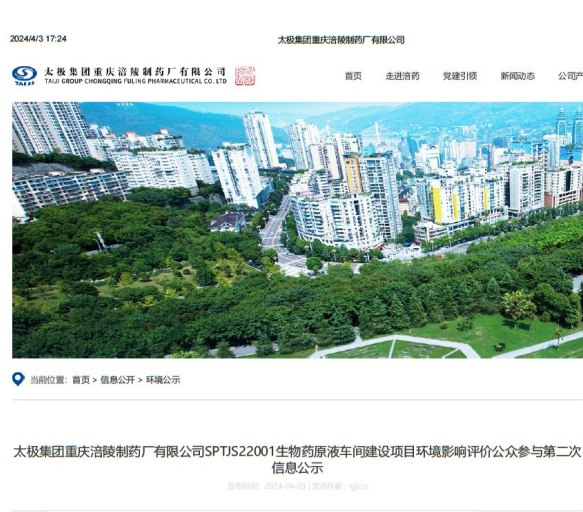 2024/4/3 17:24
太极集团重庆涪陵制药厂有限公司
太极集团重庆涪陵制药厂有限公司
TAIJI GROUP CHONGQING FULING PHARMACEUTICAL CO. LTD
TAIJI
首页 走进涪药 党建引领 新闻动态 公司产
当前位置: 首页 > 信息公开 > 环境公示
太极集团重庆涪陵制药厂有限公司SPTJS22001生物药原液车间建设项目环境影响评价公众参与第二次
信息公示
发布时间: 2024-04-03 | 发布作者: tjjtcq